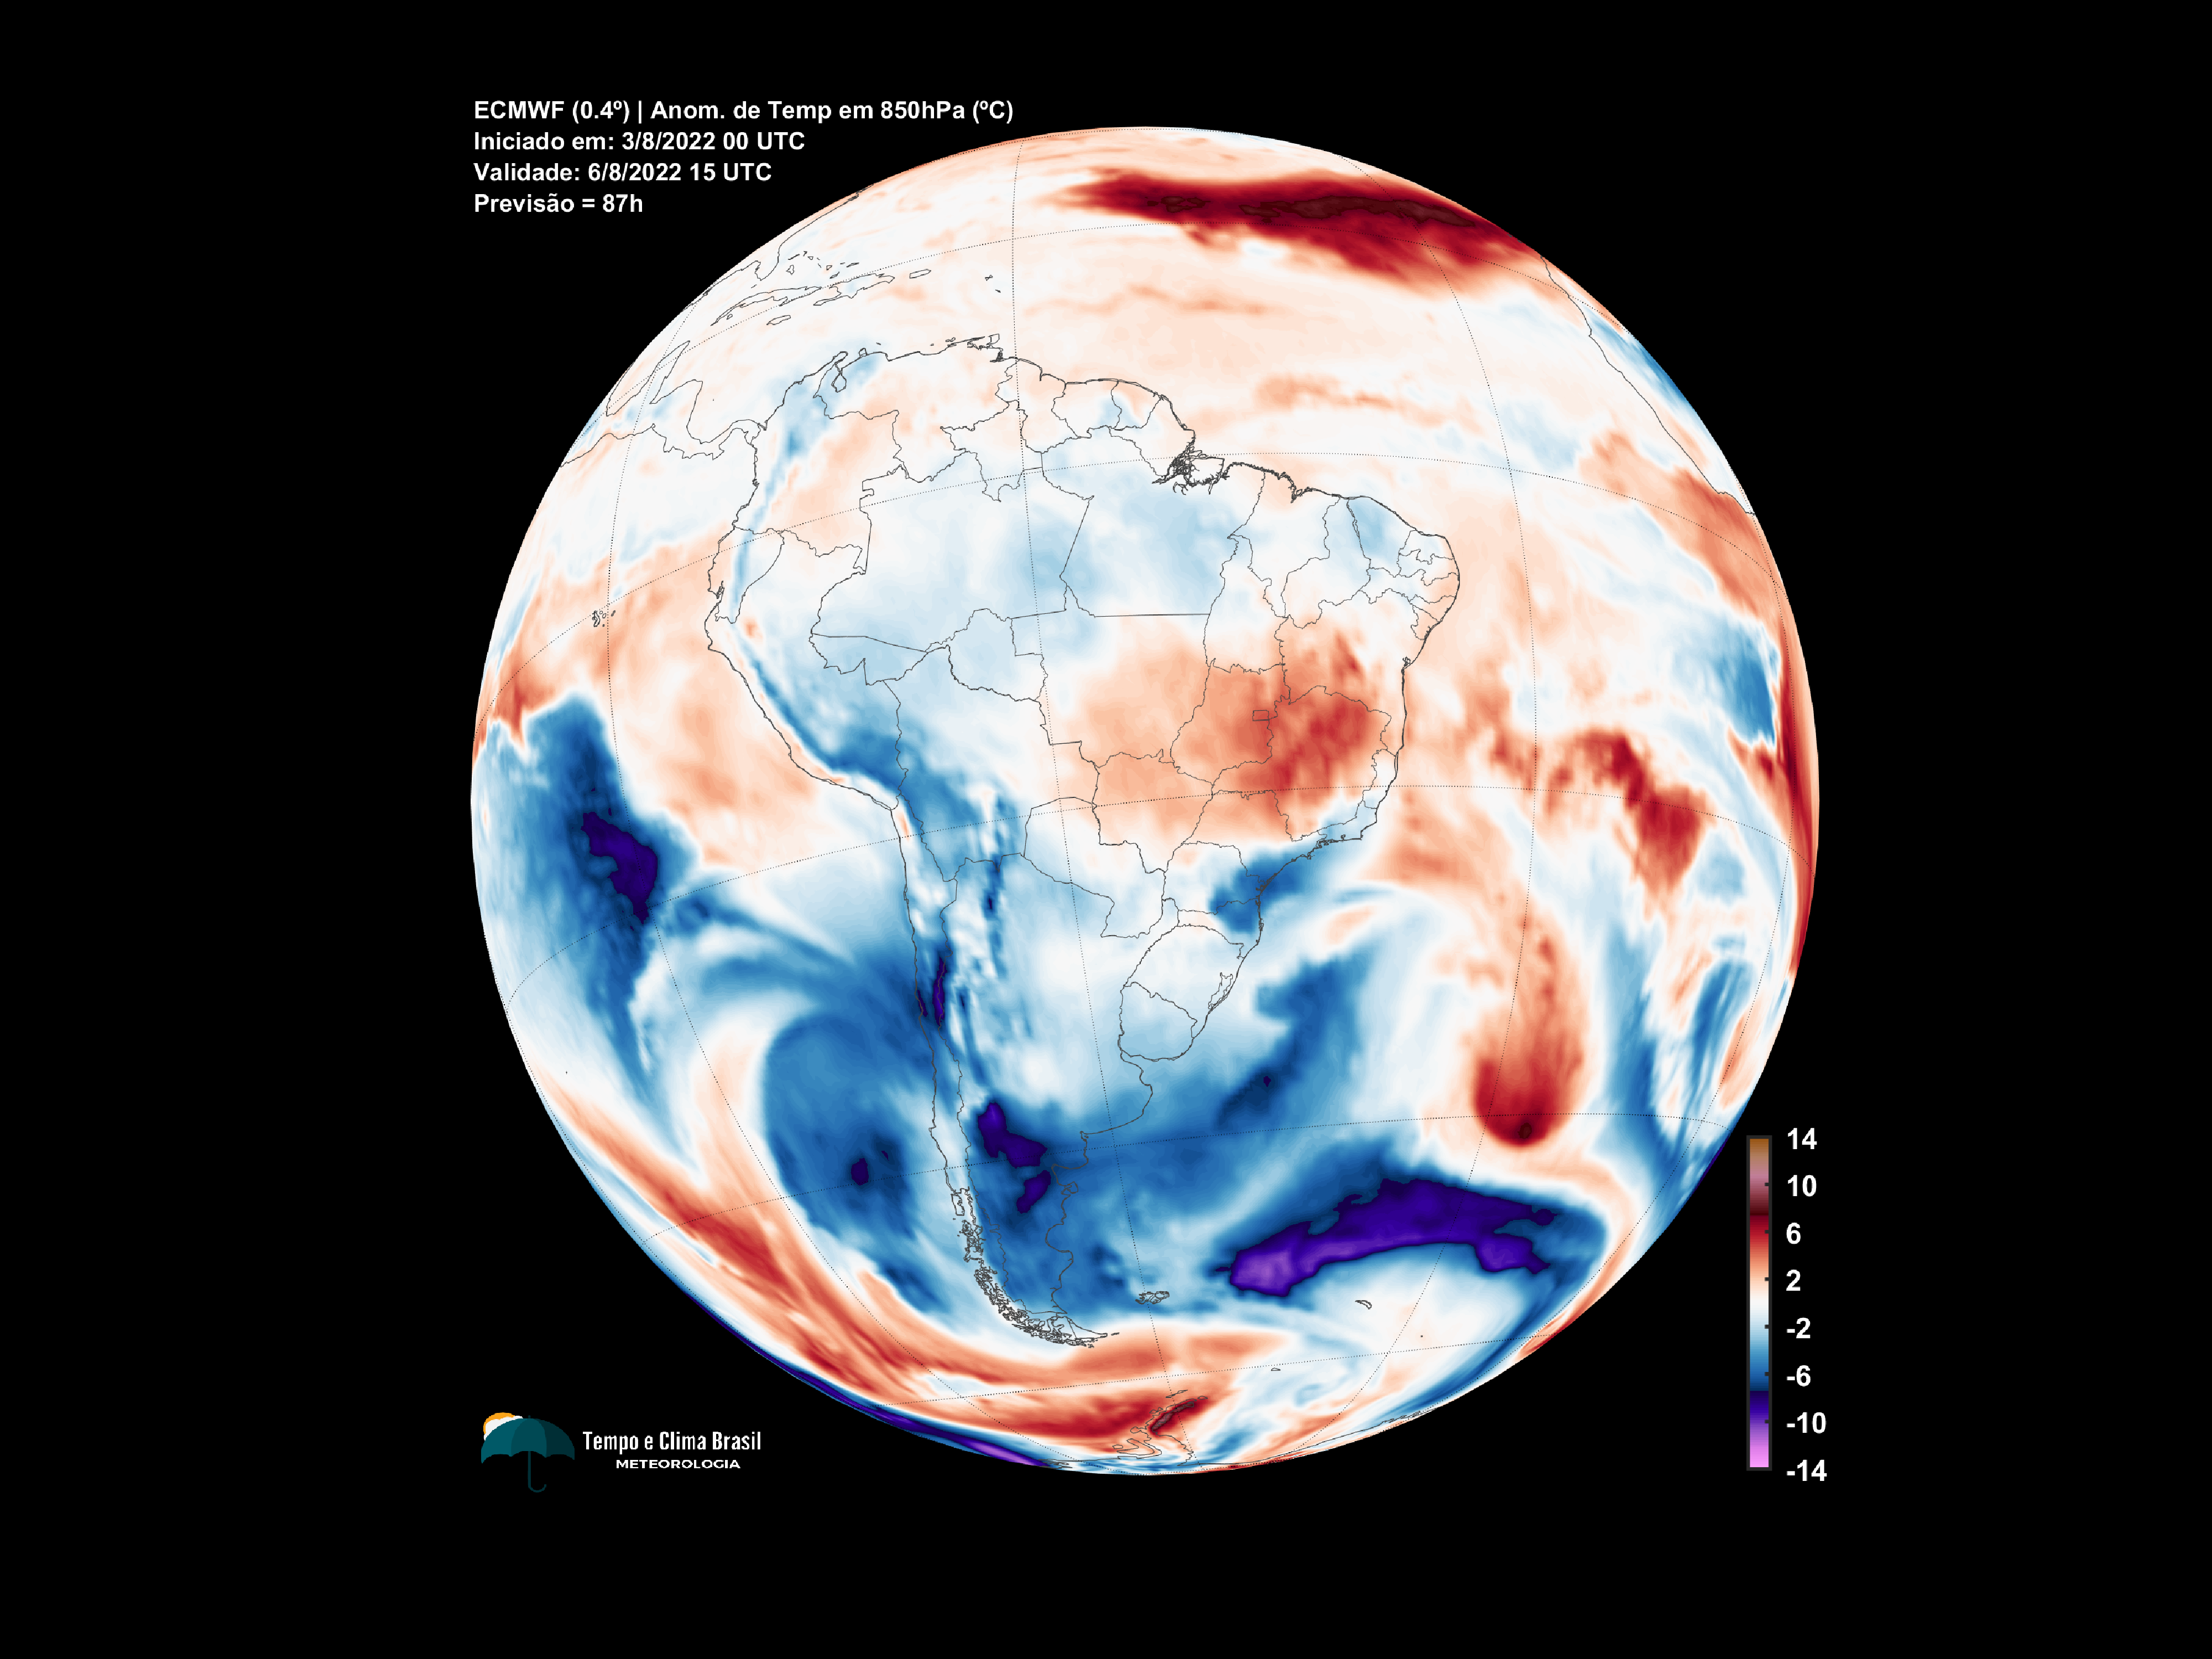 ECMWF (0.4º) | Anom. de Temp em 850hPa (ºC)
Iniciado em: 3/8/2022 00 UTC
Validade: 6/8/2022 15 UTC
Previsão = 87h
14
10
6
2
-2
-6
-10
-14
Tempo e Clima Brasil
METEOROLOGIA